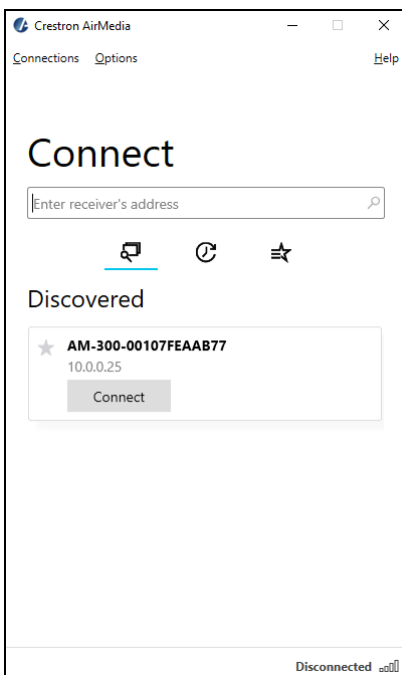 Crestron AirMedia
Connections Options Help
Connect
Enter receiver's address
Discovered
AM-300-00107FEAAB77
10.0.0.25
Connect
Disconnected